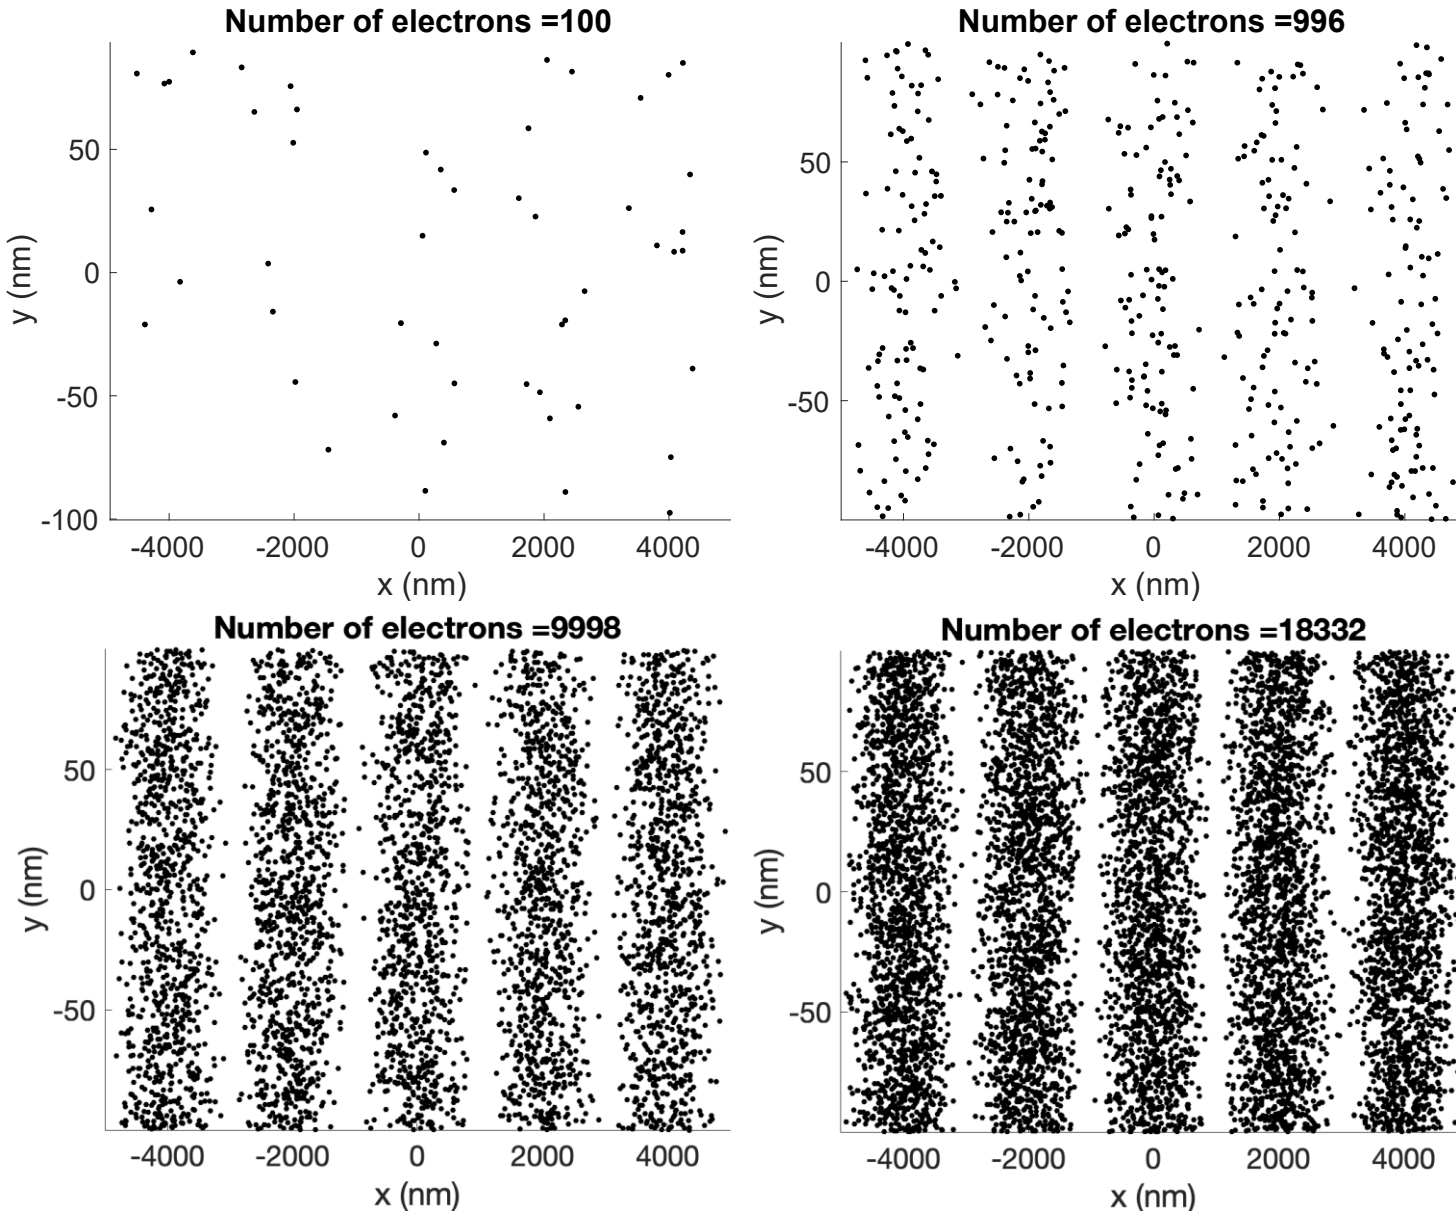 Number of electrons =100
50
0
-50
-100
y (nm)
-4000 -2000 0 2000 4000
x (nm)
Number of electrons =996
50
0
-50
y (nm)
-4000 -2000 0 2000 4000
x (nm)
Number of electrons =9998
50
0
-50
y (nm)
-4000 -2000 0 2000 4000
x (nm)
Number of electrons =18332
50
0
-50
y (nm)
-4000 -2000 0 2000 4000
x (nm)